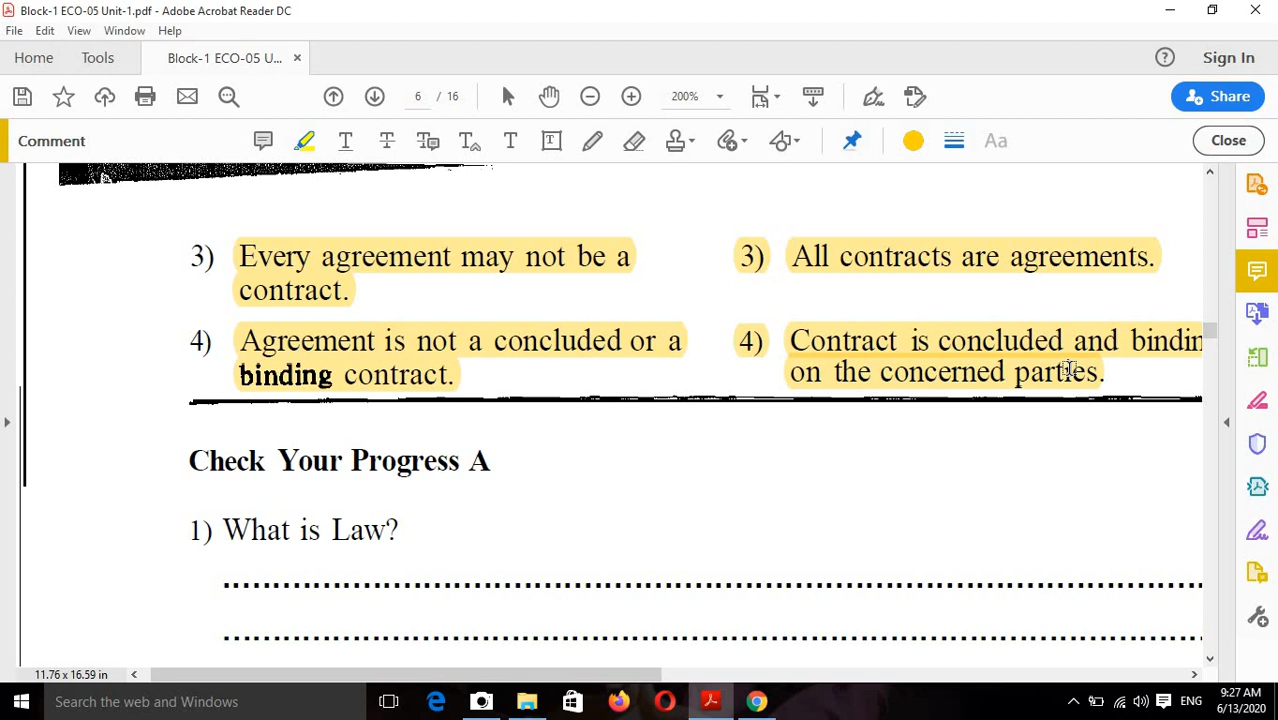 Block-1 ECO-05 Unit-1.pdf - Adobe Acrobat Reader DC
File Edit View Window Help
Home Tools Block-1 ECO-05 U... × Sign In
6 / 16 200% Share
Comment Aa Close
3) Every agreement may not be a
contract.
3) All contracts are agreements.
4) Agreement is not a concluded or a
binding contract.
4) Contract is concluded and bindin
on the concerned parties.
Check Your Progress A
1) What is Law?
11.76 x 16.59 in
Search the web and Windows
ENG
9:27 AM
6/13/2020